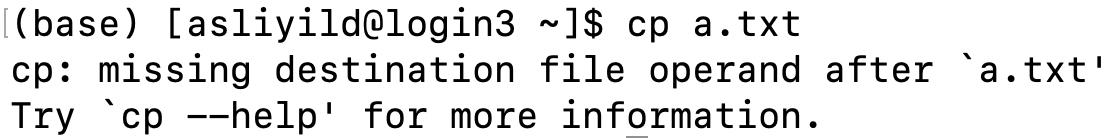 (base) [asliyild@login3 ~]$ cp a.txt
cp: missing destination file operand after `a.txt'
Try `cp --help' for more information.